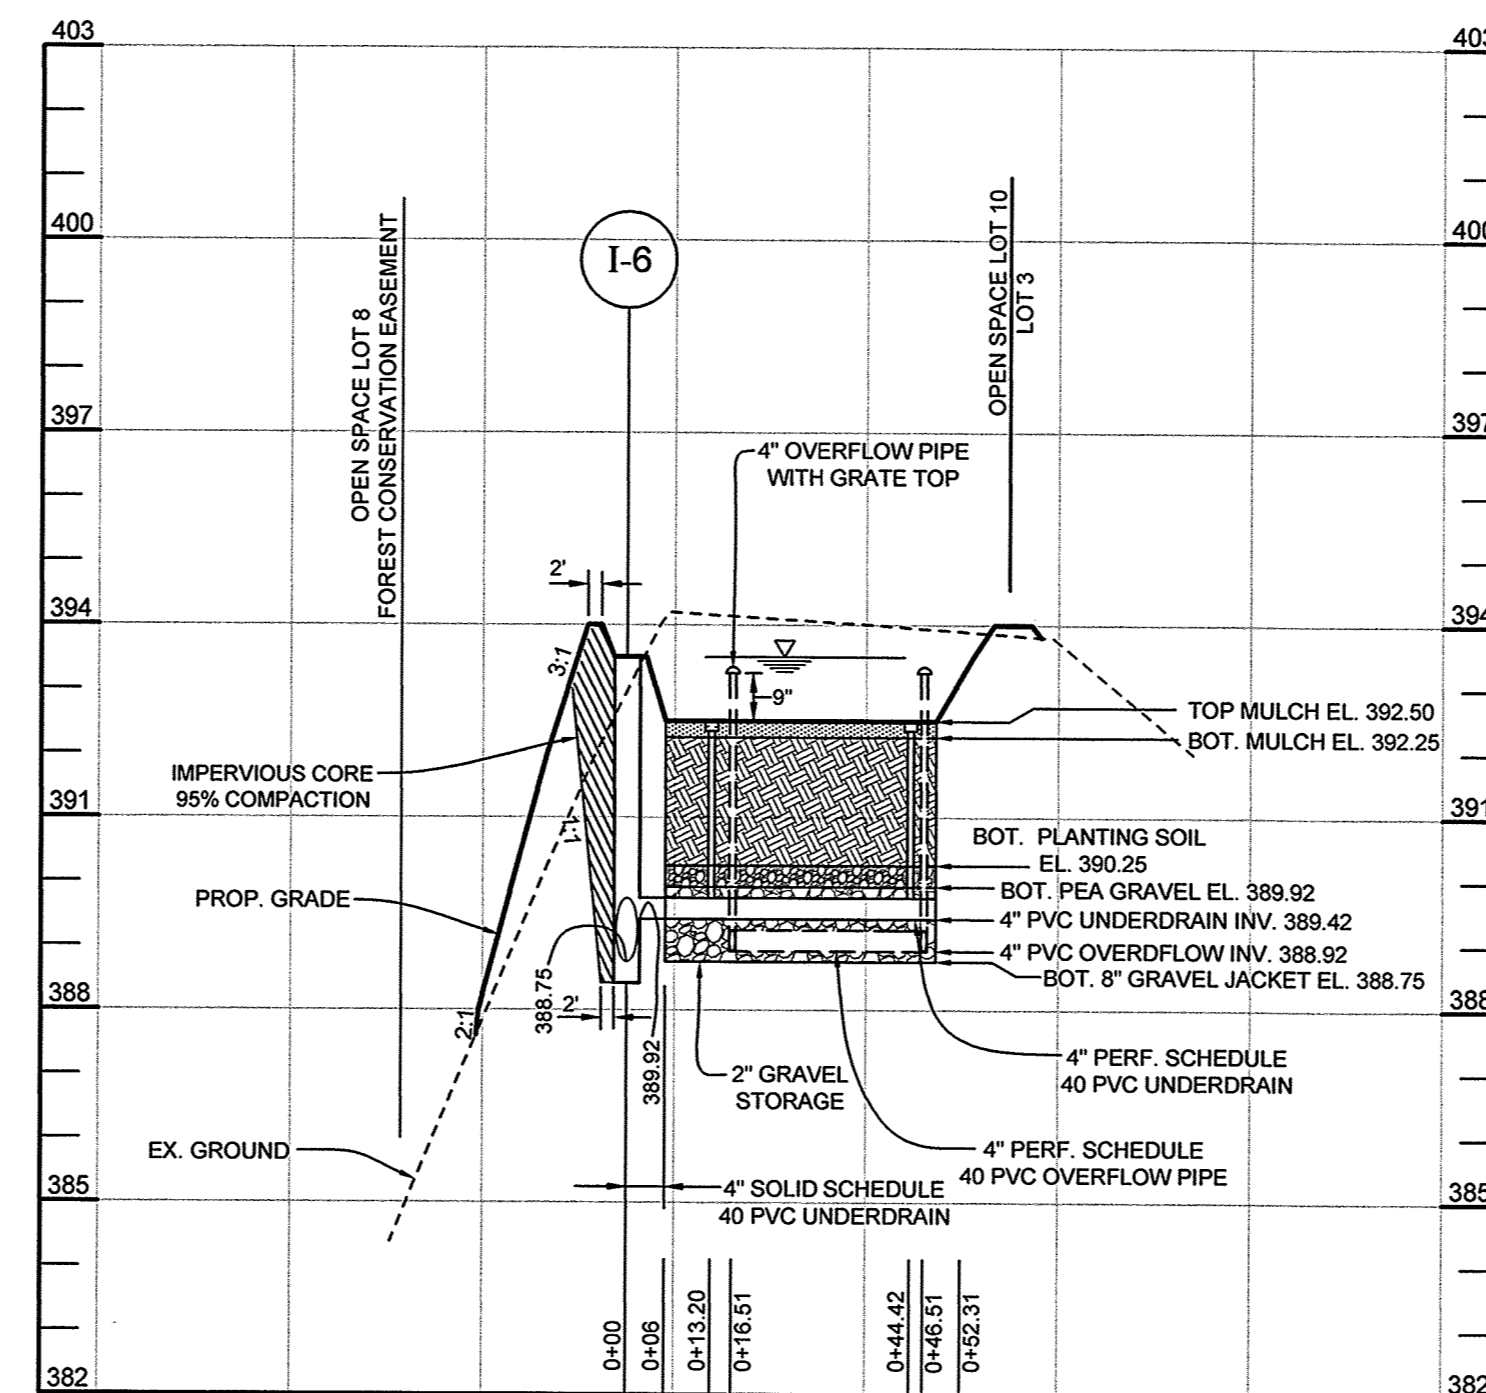 403
403
400
400
397
397
394
394
391
391
388
388
385
385
382
382
I-6
OPEN SPACE LOT 8
FOREST CONSERVATION EASEMENT
OPEN SPACE LOT 10
LOT 3
4" OVERFLOW PIPE
WITH GRATE TOP
2'
3:1
9"
TOP MULCH EL. 392.50
BOT. MULCH EL. 392.25
IMPERVIOUS CORE
95% COMPACTION
1:1
BOT. PLANTING SOIL
EL. 390.25
BOT. PEA GRAVEL EL. 389.92
PROP. GRADE
4" PVC UNDERDRAIN INV. 389.42
4" PVC OVERDFLOW INV. 388.92
BOT. 8" GRAVEL JACKET EL. 388.75
388.75
2'
2:1
389.92
2" GRAVEL
STORAGE
4" PERF. SCHEDULE
40 PVC UNDERDRAIN
EX. GROUND
4" PERF. SCHEDULE
40 PVC OVERFLOW PIPE
4" SOLID SCHEDULE
40 PVC UNDERDRAIN
0+00
0+06
0+13.20
0+16.51
0+44.42
0+46.51
0+52.31